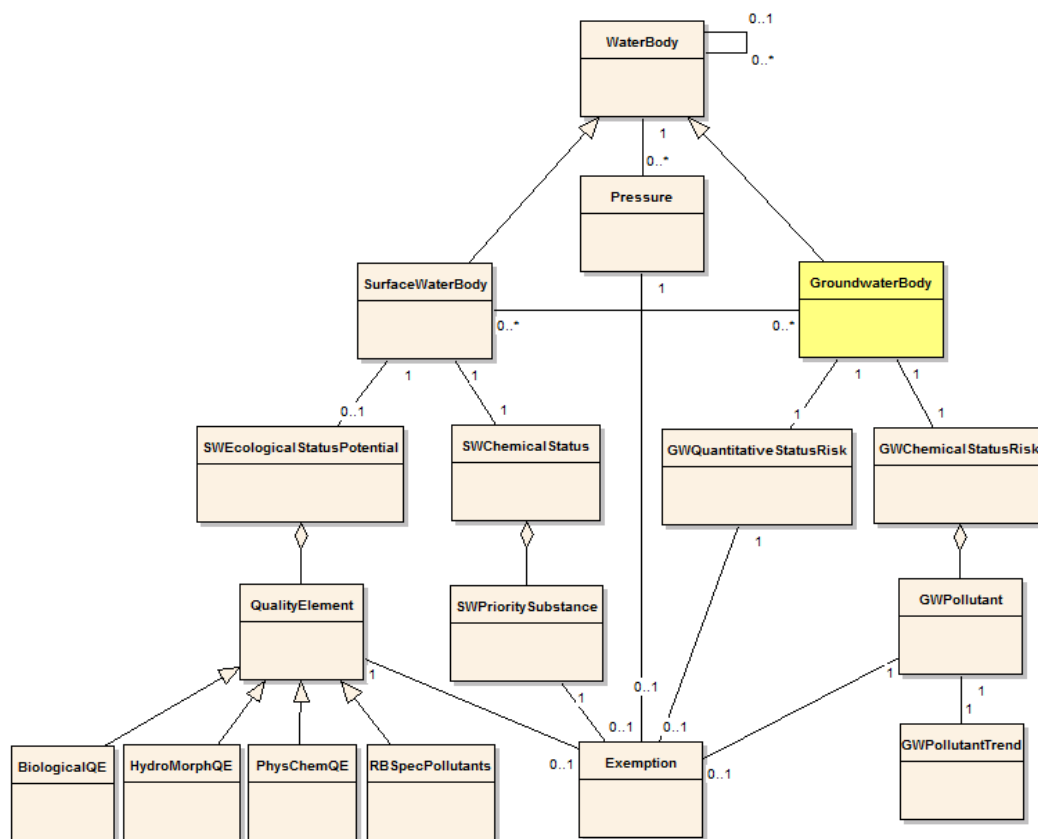 0..1
WaterBody
0..*
1
0..*
Pressure
SurfaceWaterBody
GroundwaterBody
1
0..*
0..*
1
1
1
1
0..1
1
1
1
SWEcologicalStatusPotential
SWChemicalStatus
GWQuantitativeStatusRisk
GWChemicalStatusRisk
1
QualityElement
SWPrioritySubstance
GWPollutant
1
1
1
1
0..1
1
0..1
0..1
BiologicalQE
HydroMorphQE
PhysChemQE
RBSpecPollutants
0..1
Exemption
0..1
GWPollutantTrend